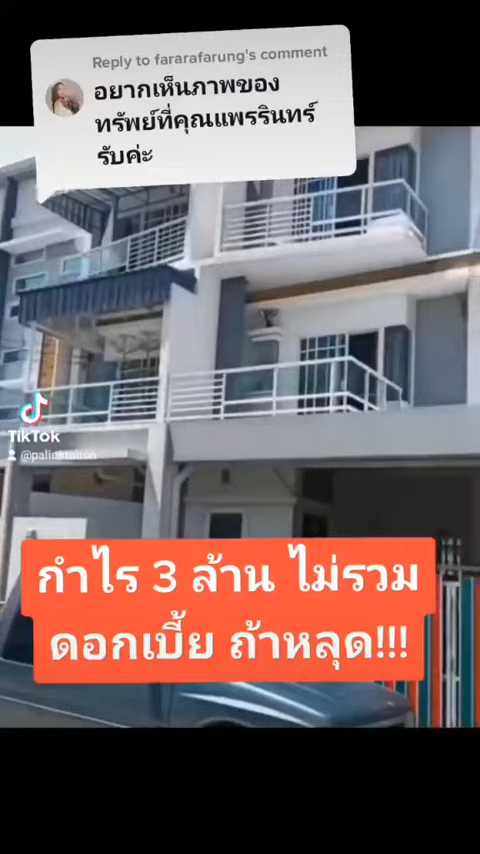 Reply to fararafarung's comment
อยากเห็นภาพของ
ทรัพย์ที่คุณแพรรินทร์
รับค่ะ
TikTok
กำไร 3 ล้าน ไม่รวม
ดอกเบี้ย ถ้าหลุด!!!